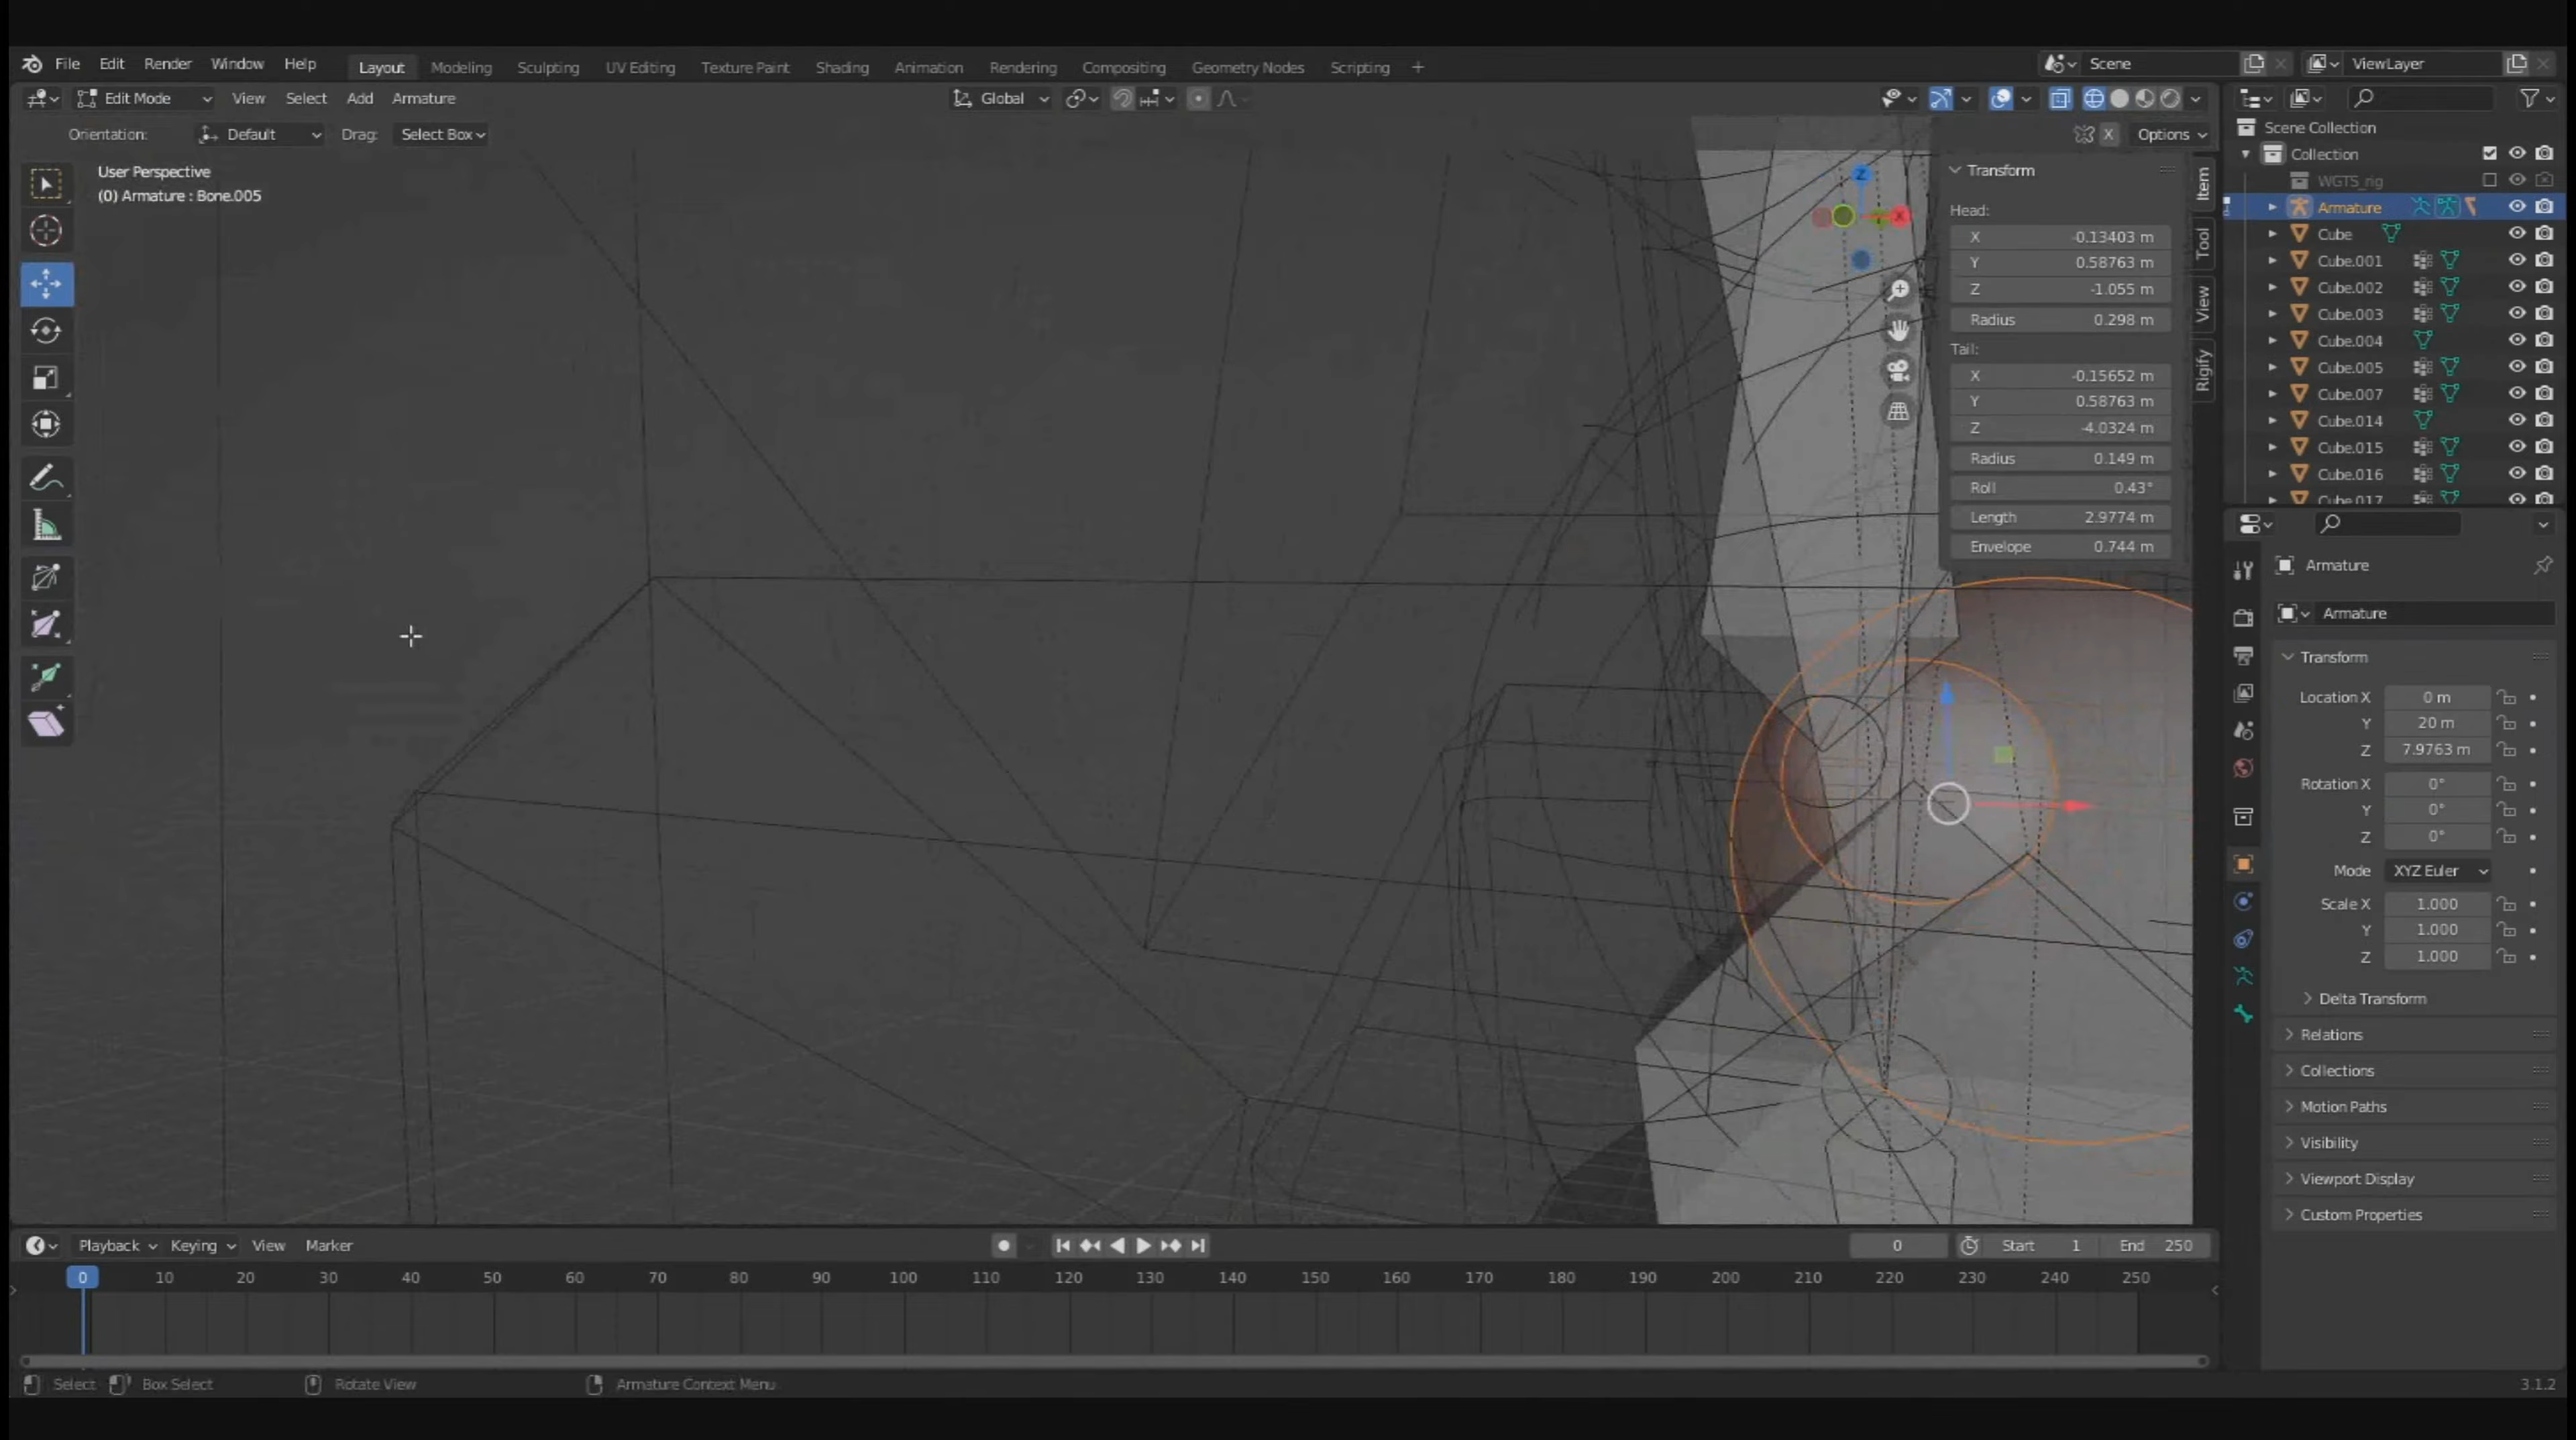 File Edit Render Window Help Layout Modeling Sculpting UV Editing Texture Paint Shading Animation Rendering Compositing Geometry Nodes Scripting + Scene ViewLayer
Edit Mode View Select Add Armature Global
Orientation: Default Drag: Select Box X Options
User Perspective
(0) Armature : Bone.005
Z
X
Transform
Head:
X -0.13403 m
Y 0.58763 m
Z -1.055 m
Radius 0.298 m
Tail:
X -0.15652 m
Y 0.58763 m
Z -4.0324 m
Radius 0.149 m
Roll 0.43°
Length 2.9774 m
Envelope 0.744 m
Item
Tool
View
Rigify
Scene Collection
Collection
WGTS_rig
Armature
Cube
Cube.001
Cube.002
Cube.003
Cube.004
Cube.005
Cube.007
Cube.014
Cube.015
Cube.016
Cube.017
Armature
Armature
Transform
Location X 0 m
Y 20 m
Z 7.9763 m
Rotation X 0°
Y 0°
Z 0°
Mode XYZ Euler
Scale X 1.000
Y 1.000
Z 1.000
Delta Transform
Relations
Collections
Motion Paths
Visibility
Viewport Display
Custom Properties
Playback Keying View Marker 0 Start 1 End 250
0 10 20 30 40 50 60 70 80 90 100 110 120 130 140 150 160 170 180 190 200 210 220 230 240 250
Select Box Select Rotate View Armature Context Menu 3.1.2